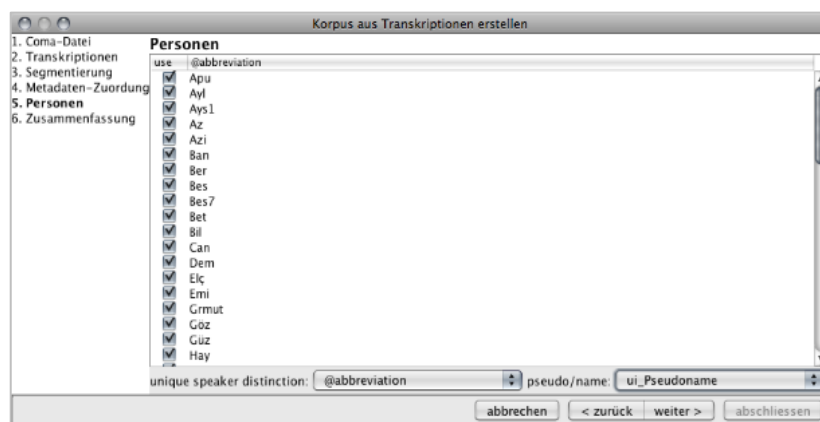 Korpus aus Transkriptionen erstellen
1. Coma-Datei
2. Transkriptionen
3. Segmentierung
4. Metadaten-Zuordung
5. Personen
6. Zusammenfassung
Personen
use @abbreviation
Apu
Ayl
Ays1
Az
Azi
Ban
Ber
Bes
Bes7
Bet
Bil
Can
Dem
Elç
Emi
Grmut
Göz
Güz
Hay
unique speaker distinction: @abbreviation pseudo/name: ui_Pseudoname
abbrechen < zurück weiter > abschliessen